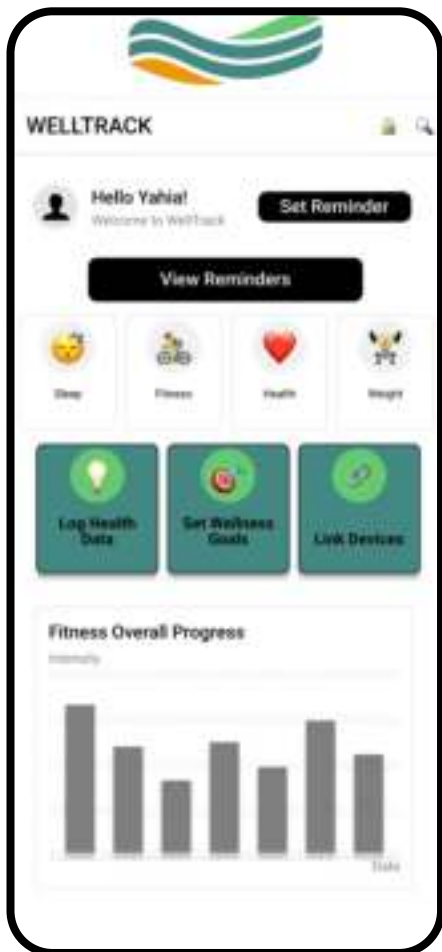 WELLTRACK
Hello Yahia!
Set Reminder
Welcome to WellTrack
View Reminders
Sleep
Fitness
Health
Weight
Log Health
Data
Set Wellness
Goals
Link Devices
Fitness Overall Progress
Intensity